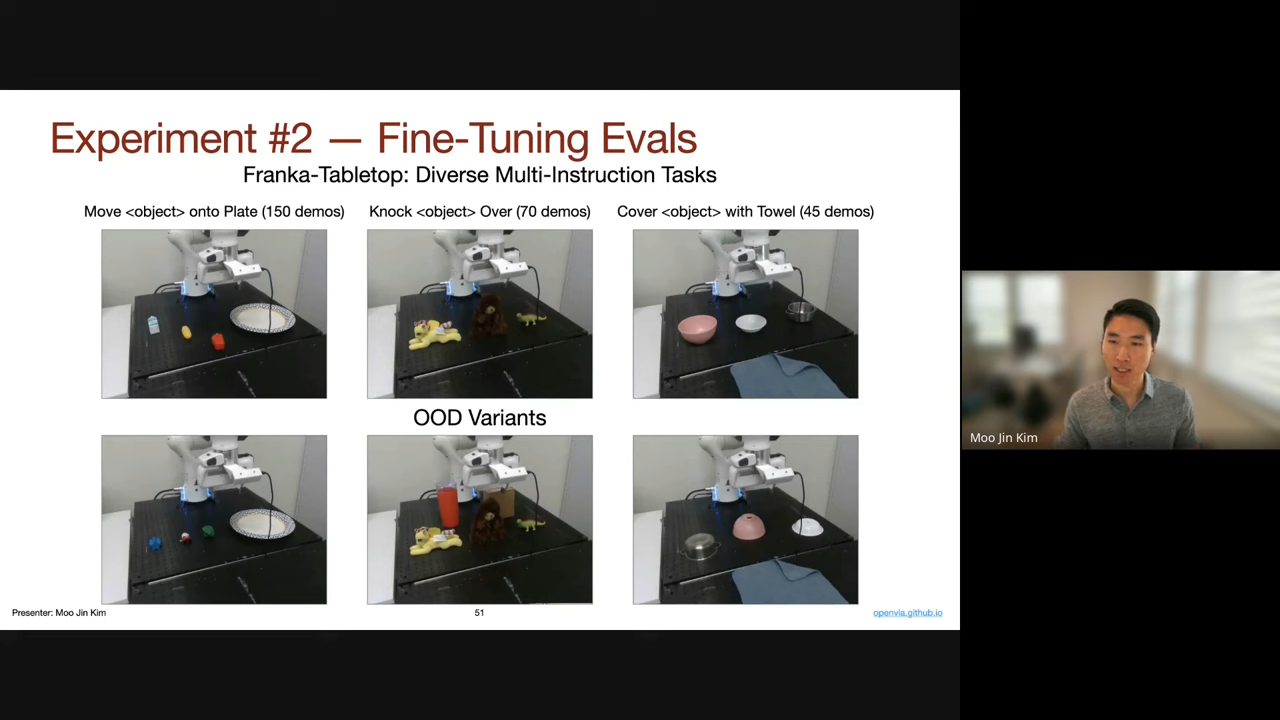 Experiment #2 — Fine-Tuning Evals
Franka-Tabletop: Diverse Multi-Instruction Tasks
Move <object> onto Plate (150 demos)
Knock <object> Over (70 demos)
Cover <object> with Towel (45 demos)
OOD Variants
Presenter: Moo Jin Kim
51
openvla.github.io
Moo Jin Kim